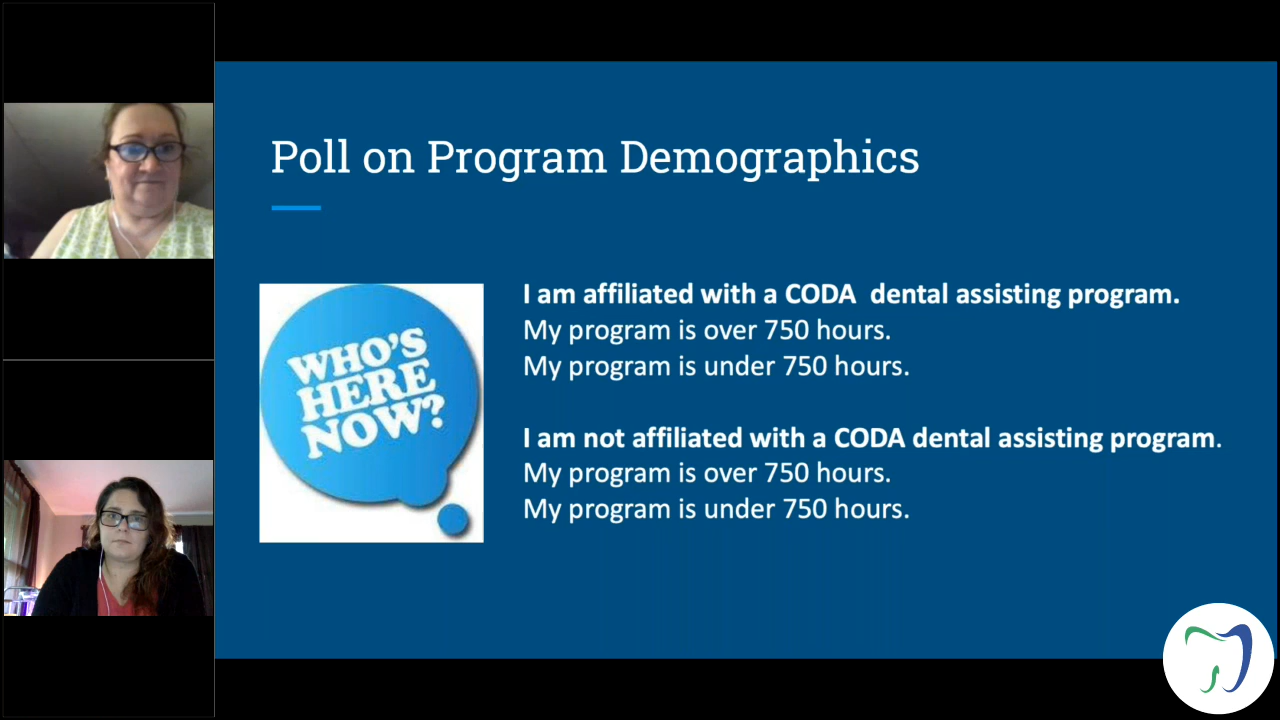 Poll on Program Demographics
WHO'S
HERE
NOW?
I am affiliated with a CODA  dental assisting program.
My program is over 750 hours.
My program is under 750 hours.
I am not affiliated with a CODA dental assisting program.
My program is over 750 hours.
My program is under 750 hours.